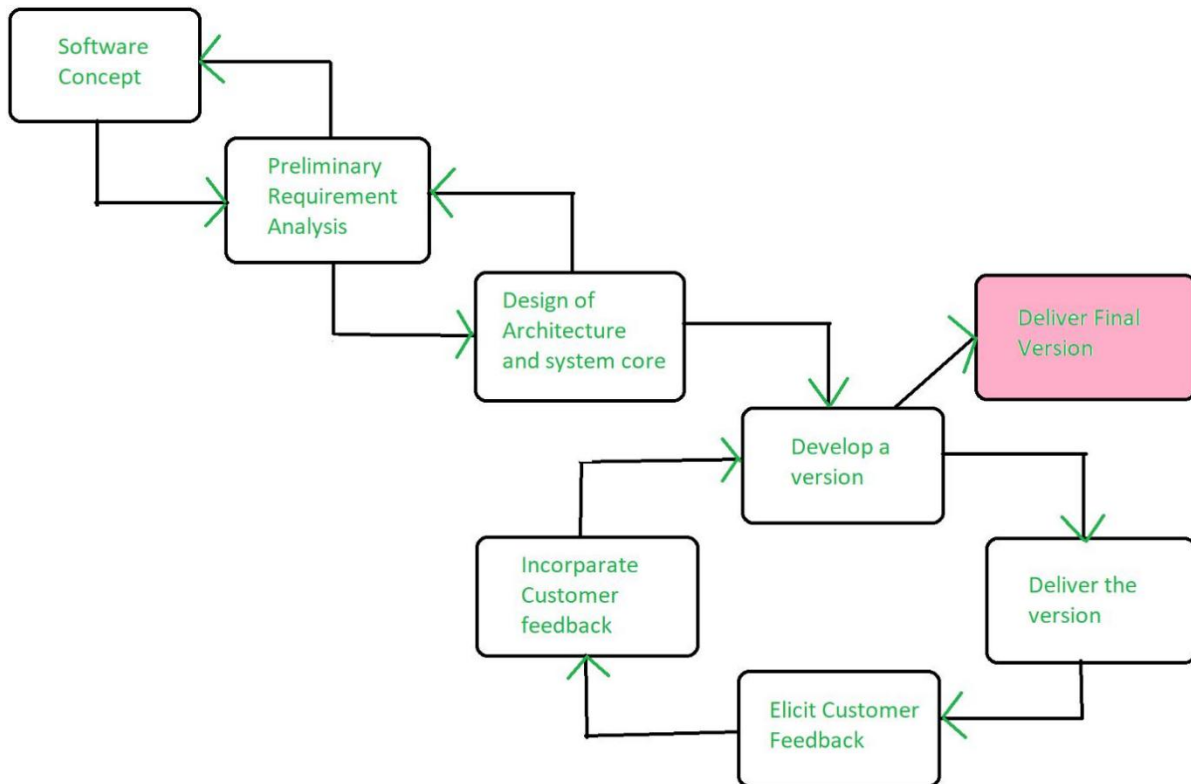 Software
Concept
Preliminary
Requirement
Analysis
Design of
Architecture
and system core
Deliver Final
Version
Develop a
version
Incorparate
Customer
feedback
Deliver the
version
Elicit Customer
Feedback